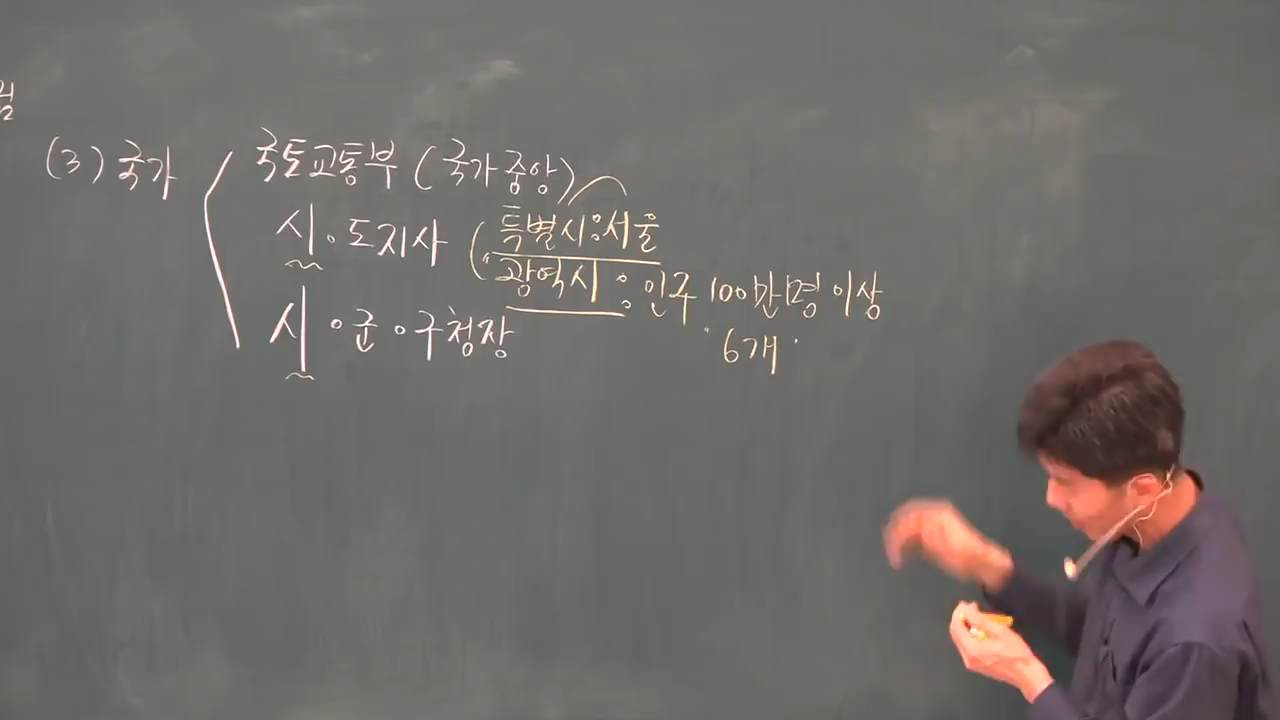 (3) 국가 국토교통부 (국가 중앙)
시·도지사 (특별시:서울
광역시 : 인구 100만명 이상
6개
시·군·구청장